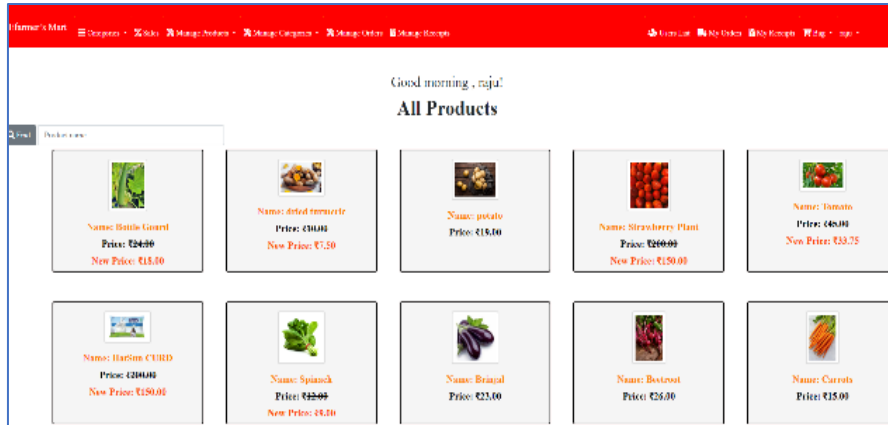 Efarmer's Mart Categories Sales Manage Products Manage Categories Manage Orders Manage Receipts Users List My Orders My Receipts Bag raju
Good morning , raju!
All Products
Find Product name
Name: Bottle Gourd
Price: ₹24.00
New Price: ₹18.00
Name: dried turmeric
Price: ₹10.00
New Price: ₹7.50
Name: potato
Price: ₹19.00
Name: Strawberry Plant
Price: ₹200.00
New Price: ₹150.00
Name: Tomato
Price: ₹45.00
New Price: ₹33.75
Name: CURD
Price: ₹200.00
New Price: ₹150.00
Name: Spinach
Price: ₹12.00
New Price: ₹9.00
Name: Brinjal
Price: ₹23.00
Name: Beetroot
Price: ₹26.00
Name: Carrots
Price: ₹15.00